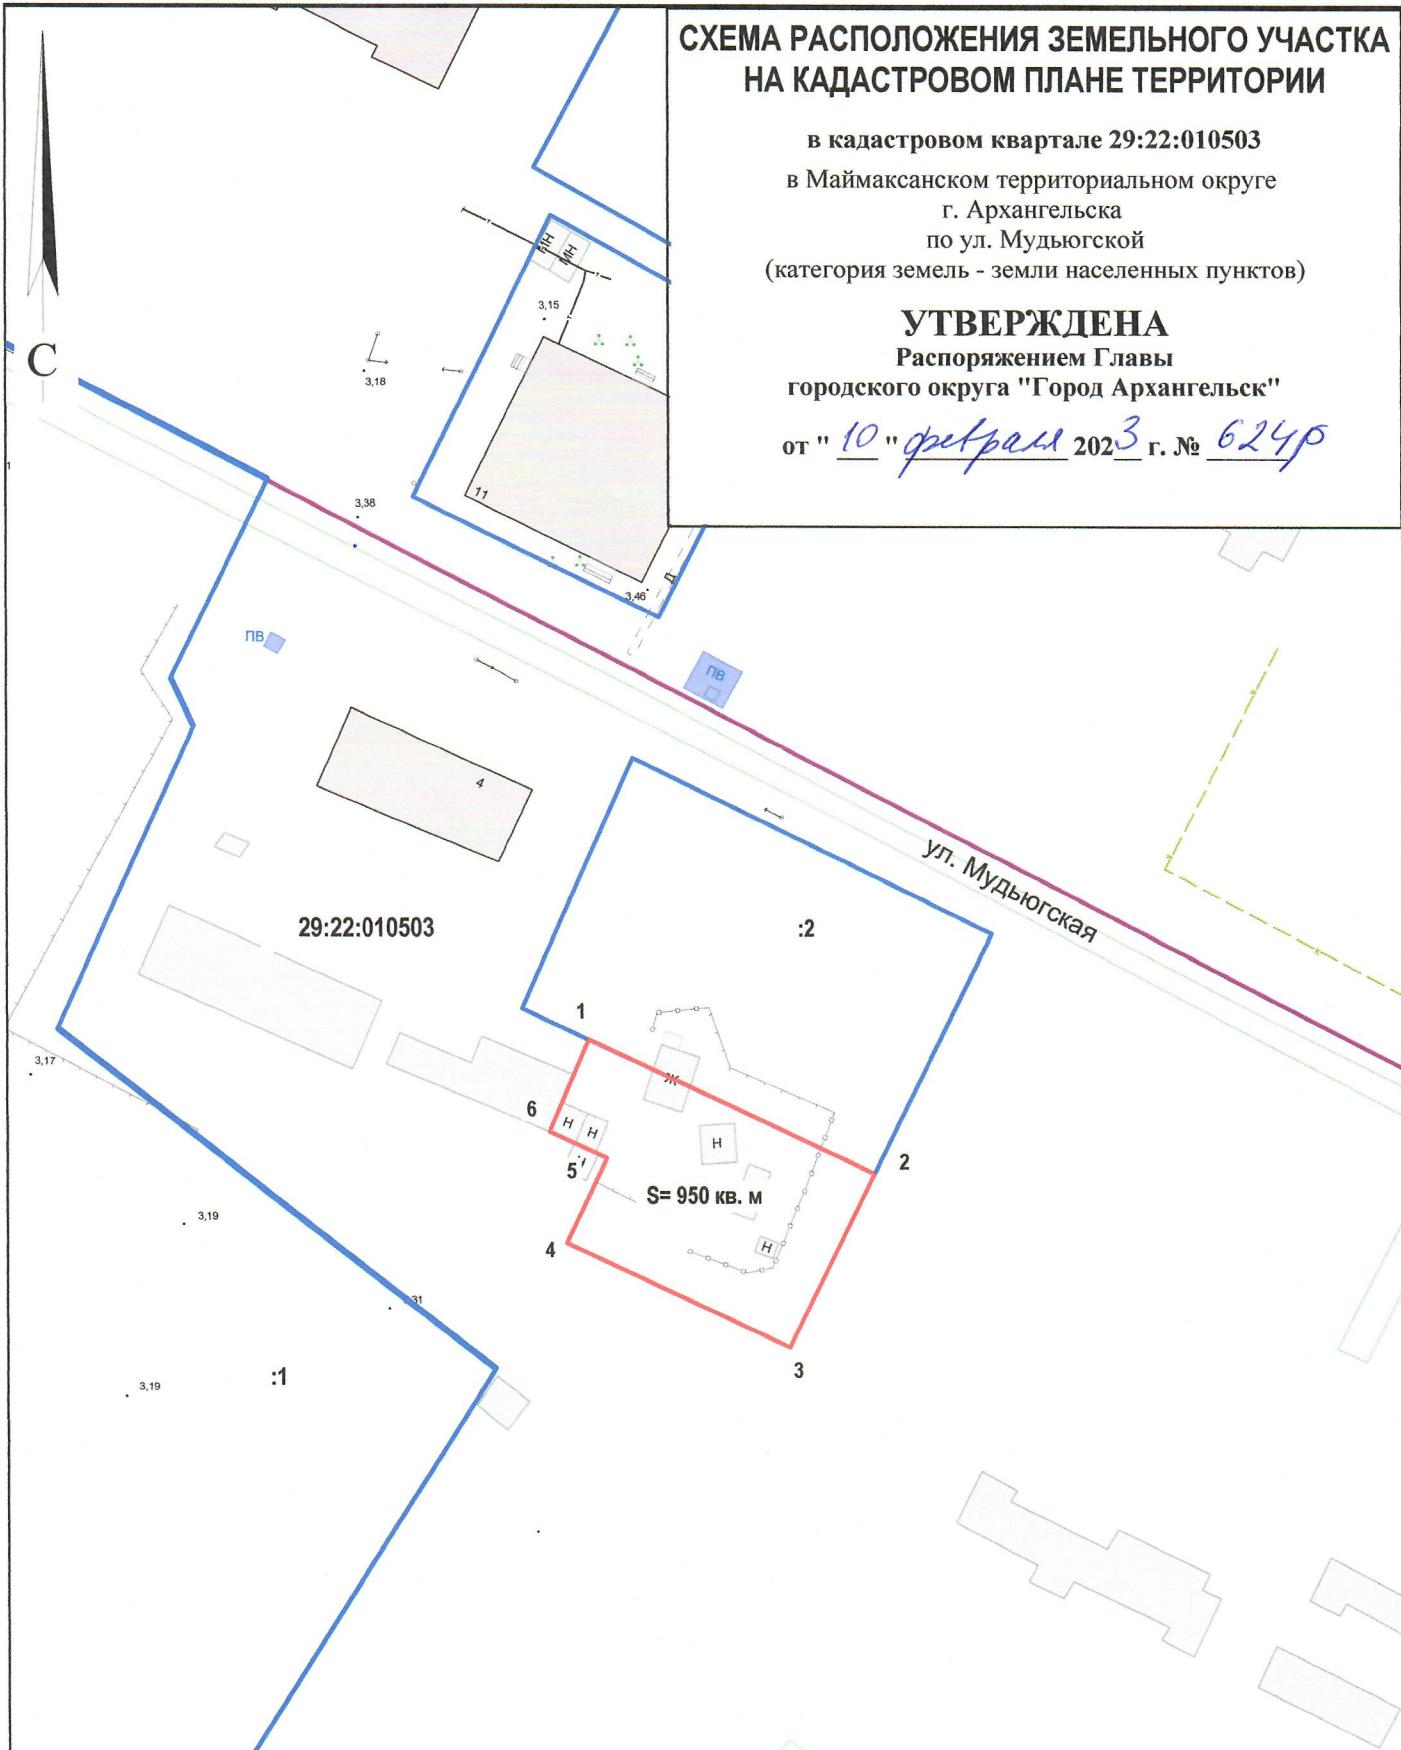 СХЕМА РАСПОЛОЖЕНИЯ ЗЕМЕЛЬНОГО УЧАСТКА
НА КАДАСТРОВОМ ПЛАНЕ ТЕРРИТОРИИ
в кадастровом квартале 29:22:010503
в Маймаксанском территориальном округе
г. Архангельска
по ул. Мудьюгской
(категория земель - земли населенных пунктов)
УТВЕРЖДЕНА
Распоряжением Главы
городского округа "Город Архангельск"
от " 10 " февраля 2023 г. № 624р
С
МН
МН
3,15
3,18
11
3,38
3,46
Д
ПВ
ПВ
4
ул. Мудьюгская
29:22:010503
:2
1
Ж
3,17
6
Н
Н
Н
2
5
S= 950 кв. м
3,19
4
Н
3
:1
3,19